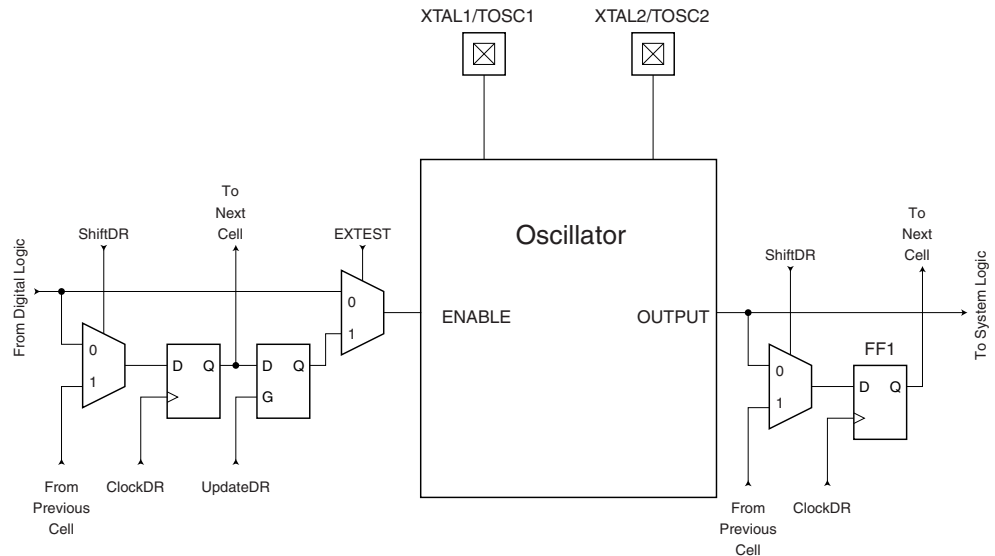 XTAL1/TOSC1
XTAL2/TOSC2
To
Next
Cell
ShiftDR
EXTEST
From Digital Logic
0
1
D Q
D Q
G
0
1
From
Previous
Cell
ClockDR
UpdateDR
Oscillator
ENABLE
OUTPUT
To
Next
Cell
ShiftDR
To System Logic
FF1
0
1
D Q
From
Previous
Cell
ClockDR